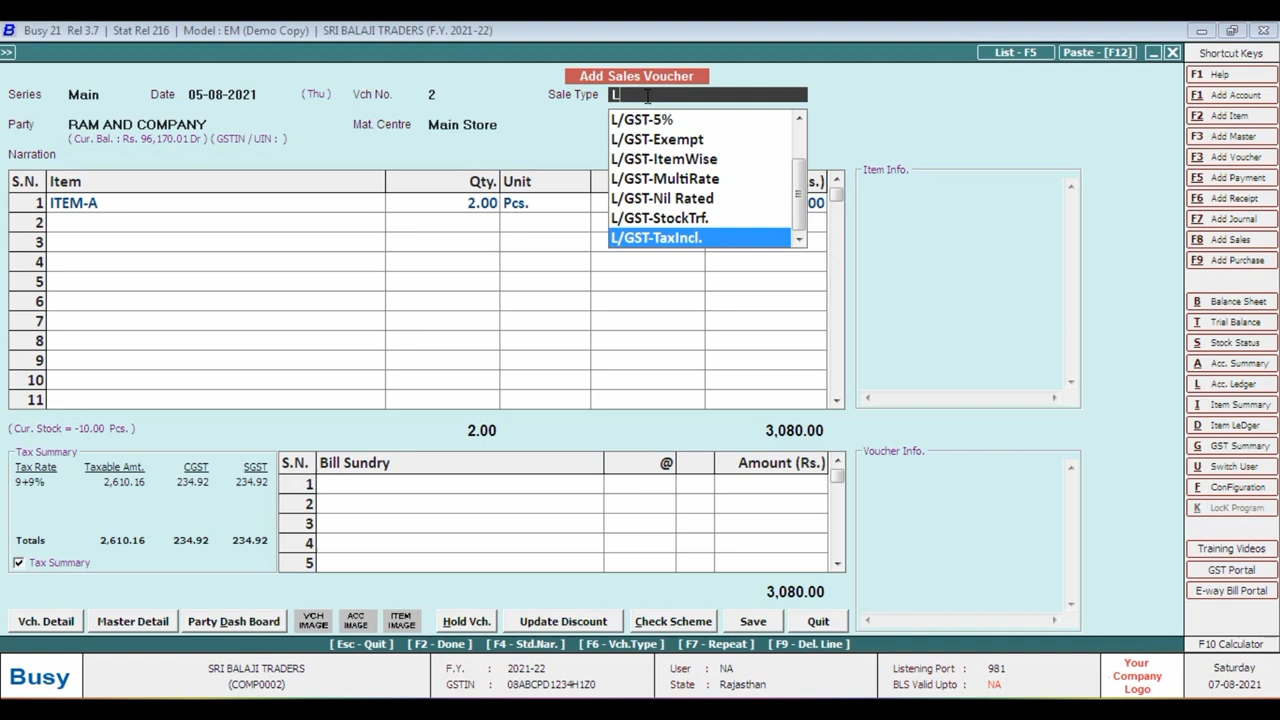 Busy 21 Rel 3.7 | Stat Rel 216 | Model : EM (Demo Copy) | SRI BALAJI TRADERS (F.Y. 2021-22)
>> List - F5 Paste - [F12] Shortcut Keys
Add Sales Voucher
Series Main Date 05-08-2021 ( Thu ) Vch No. 2 Sale Type L
Party RAM AND COMPANY Mat. Centre Main Store
( Cur. Bal. : Rs. 96,170.01 Dr ) ( GSTIN / UIN : )
Narration
L/GST-5%
L/GST-Exempt
L/GST-ItemWise
L/GST-MultiRate
L/GST-Nil Rated
L/GST-StockTrf.
L/GST-TaxIncl.
S.N. Item Qty. Unit s.)
1 ITEM-A 2.00 Pcs. 00
2
3
4
5
6
7
8
9
10
11
Item Info.
( Cur. Stock = -10.00 Pcs. ) 2.00 3,080.00
Tax Summary
Tax Rate Taxable Amt. CGST SGST
9+9% 2,610.16 234.92 234.92
Totals 2,610.16 234.92 234.92
Tax Summary
S.N. Bill Sundry @ Amount (Rs.)
1
2
3
4
5
3,080.00
Voucher Info.
Vch. Detail Master Detail Party Dash Board VCH IMAGE ACC IMAGE ITEM IMAGE Hold Vch. Update Discount Check Scheme Save Quit
[ Esc - Quit ] [ F2 - Done ] [ F4 - Std.Nar. ] [ F6 - Vch.Type ] [ F7 - Repeat ] [ F9 - Del. Line ]
F1 Help
F1 Add Account
F2 Add Item
F3 Add Master
F3 Add Voucher
F5 Add Payment
F6 Add Receipt
F7 Add Journal
F8 Add Sales
F9 Add Purchase
B Balance Sheet
T Trial Balance
S Stock Status
A Acc. Summary
L Acc. Ledger
I Item Summary
D Item LeDger
G GST Summary
U Switch User
F ConFiguration
K LocK Program
Training Videos
GST Portal
E-way Bill Portal
F10 Calculator
Busy
SRI BALAJI TRADERS
(COMP0002)
F.Y. : 2021-22
GSTIN : 08ABCPD1234H1Z0
User : NA
State : Rajasthan
Listening Port : 981
BLS Valid Upto : NA
Your
Company
Logo
Saturday
07-08-2021